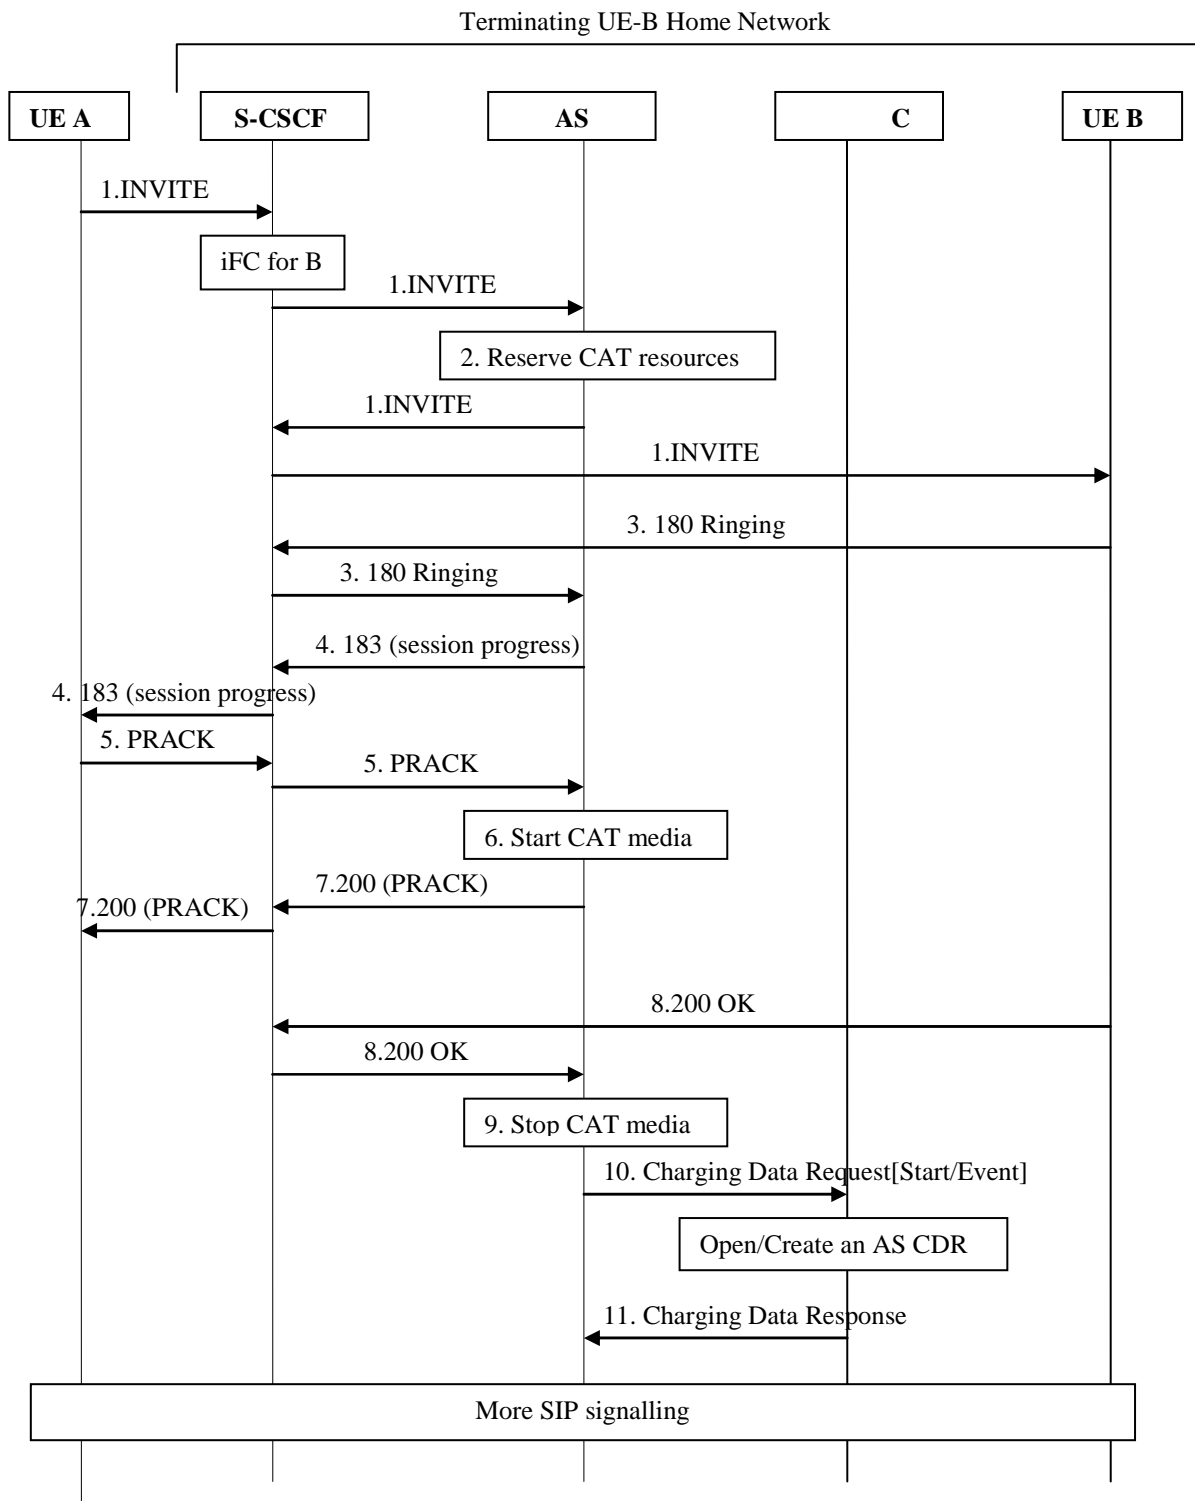 Terminating UE-B Home Network
UE A
S-CSCF
AS
C
UE B
1.INVITE
iFC for B
1.INVITE
2. Reserve CAT resources
1.INVITE
1.INVITE
3. 180 Ringing
3. 180 Ringing
4. 183 (session progress)
4. 183 (session progress)
5. PRACK
5. PRACK
6. Start CAT media
7.200 (PRACK)
7.200 (PRACK)
8.200 OK
8.200 OK
9. Stop CAT media
10. Charging Data Request[Start/Event]
Open/Create an AS CDR
11. Charging Data Response
More SIP signalling